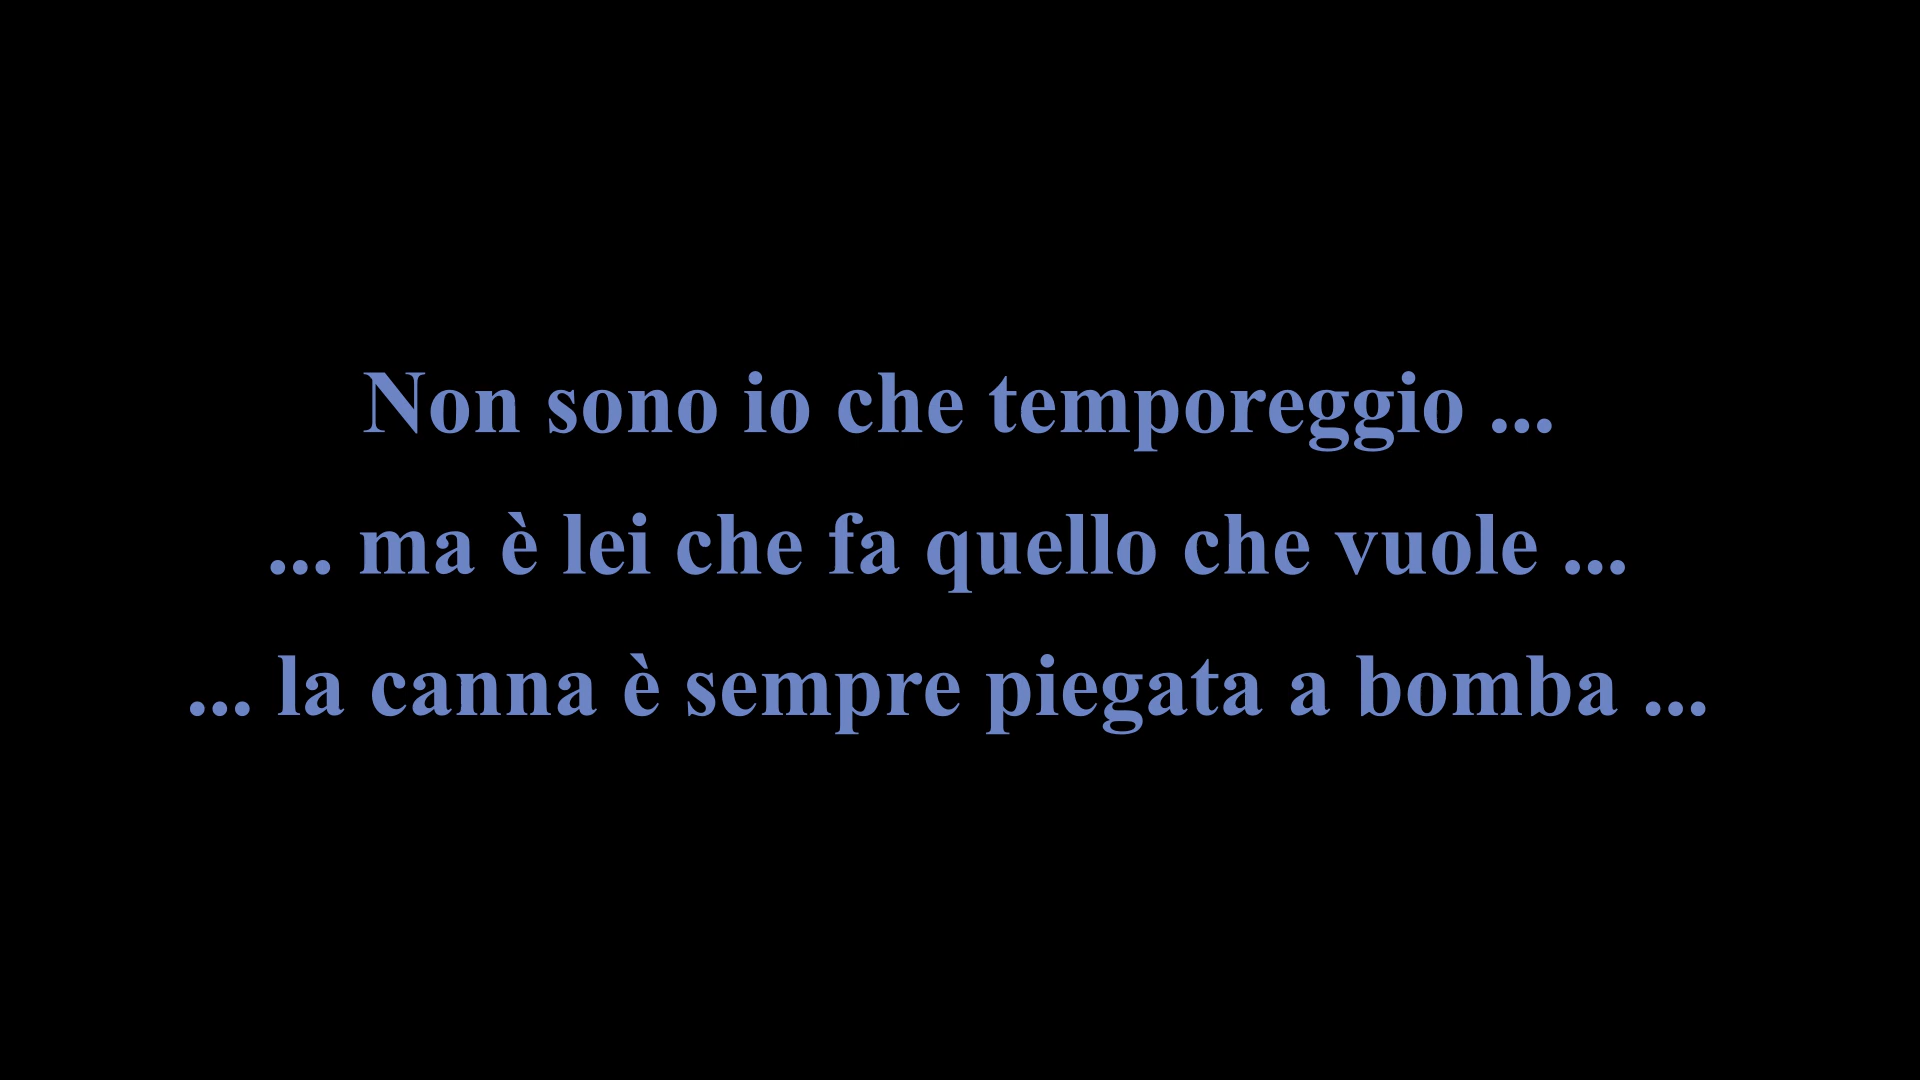 Non sono io che temporeggio ...
... ma è lei che fa quello che vuole ...
... la canna è sempre piegata a bomba ...